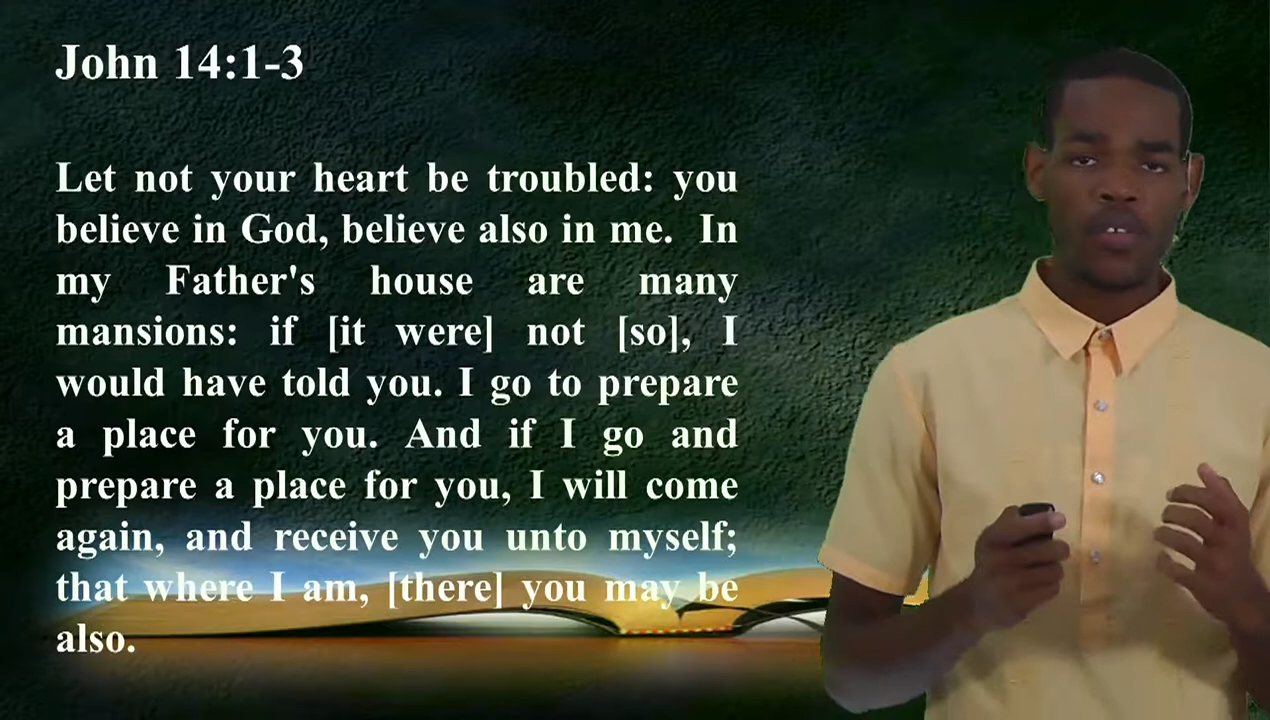 John 14:1-3
Let not your heart be troubled: you
believe in God, believe also in me. In
my Father's house are many
mansions: if [it were] not [so], I
would have told you. I go to prepare
a place for you. And if I go and
prepare a place for you, I will come
again, and receive you unto myself;
that where I am, [there] you may be
also.